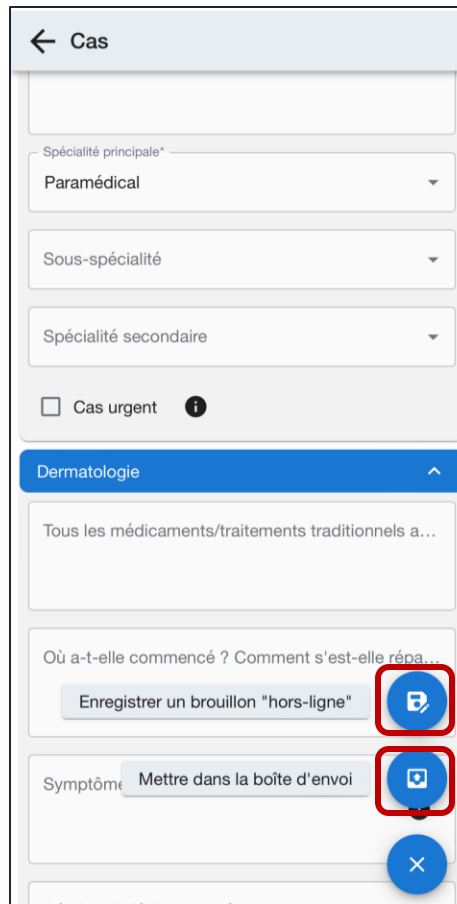 Cas
Spécialité principale*
Paramédical
Sous-spécialité
Spécialité secondaire
Cas urgent
Dermatologie
Tous les médicaments/traitements traditionnels a...
Où a-t-elle commencé ? Comment s'est-elle répa...
Enregistrer un brouillon "hors-ligne"
Symptôme
Mettre dans la boîte d'envoi